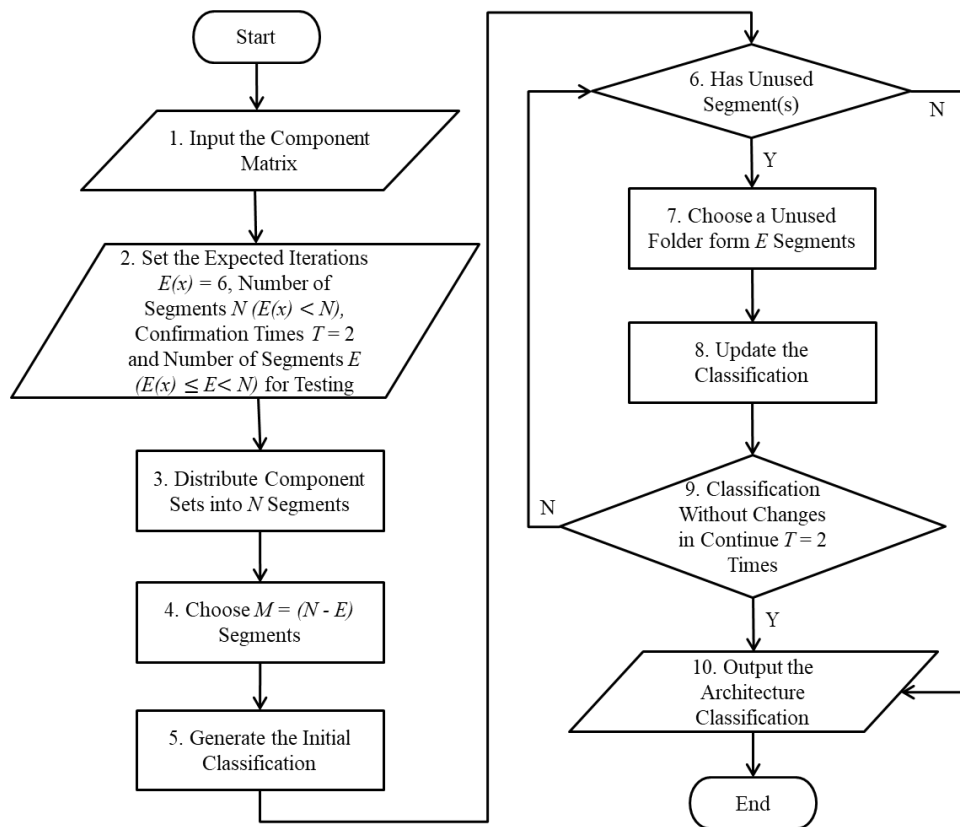 Start
1. Input the Component
Matrix
2. Set the Expected Iterations
E(x) = 6, Number of
Segments N (E(x) < N),
Confirmation Times T = 2
and Number of Segments E
(E(x) ≤ E< N) for Testing
3. Distribute Component
Sets into N Segments
4. Choose M = (N - E)
Segments
5. Generate the Initial
Classification
6. Has Unused
Segment(s)
N
Y
7. Choose a Unused
Folder form E Segments
8. Update the
Classification
9. Classification
Without Changes
in Continue T = 2
Times
N
Y
10. Output the
Architecture
Classification
End